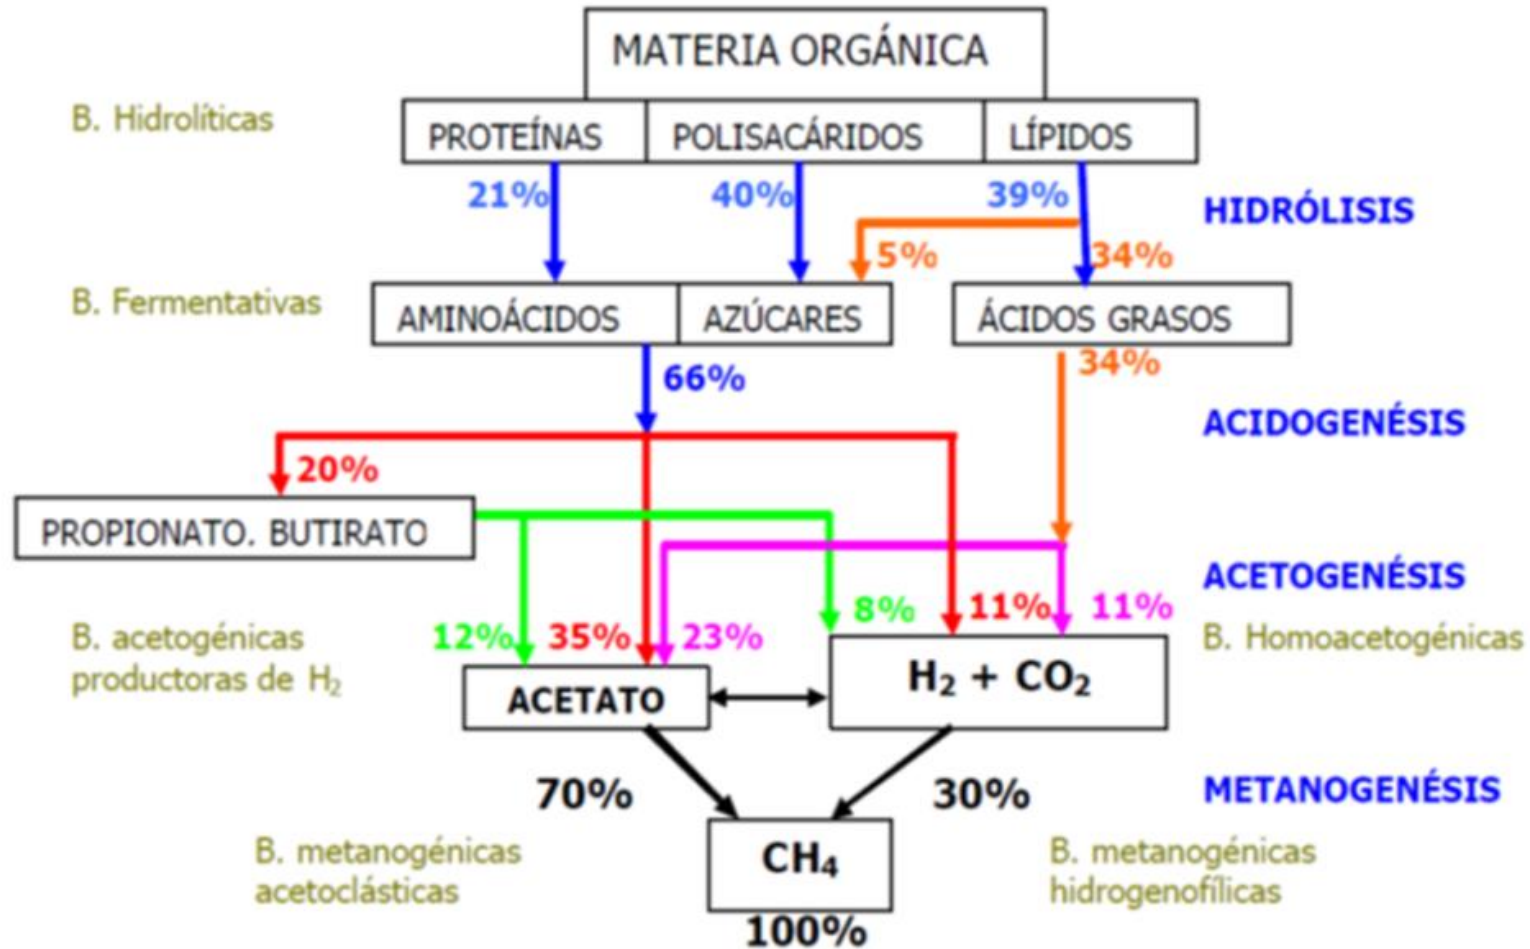 MATERIA ORGÁNICA
B. Hidrolíticas
PROTEÍNAS
POLISACÁRIDOS
LÍPIDOS
21%
40%
39%
HIDRÓLISIS
5%
34%
B. Fermentativas
AMINOÁCIDOS
AZÚCARES
ÁCIDOS GRASOS
66%
34%
ACIDOGENÉSIS
20%
PROPIONATO. BUTIRATO
ACETOGENÉSIS
B. acetogénicas
productoras de H₂
12%
35%
23%
8%
11%
11%
B. Homoacetogénicas
ACETATO
H₂ + CO₂
70%
30%
METANOGENÉSIS
B. metanogénicas
acetoclásticas
CH₄
B. metanogénicas
hidrogenofílicas
100%